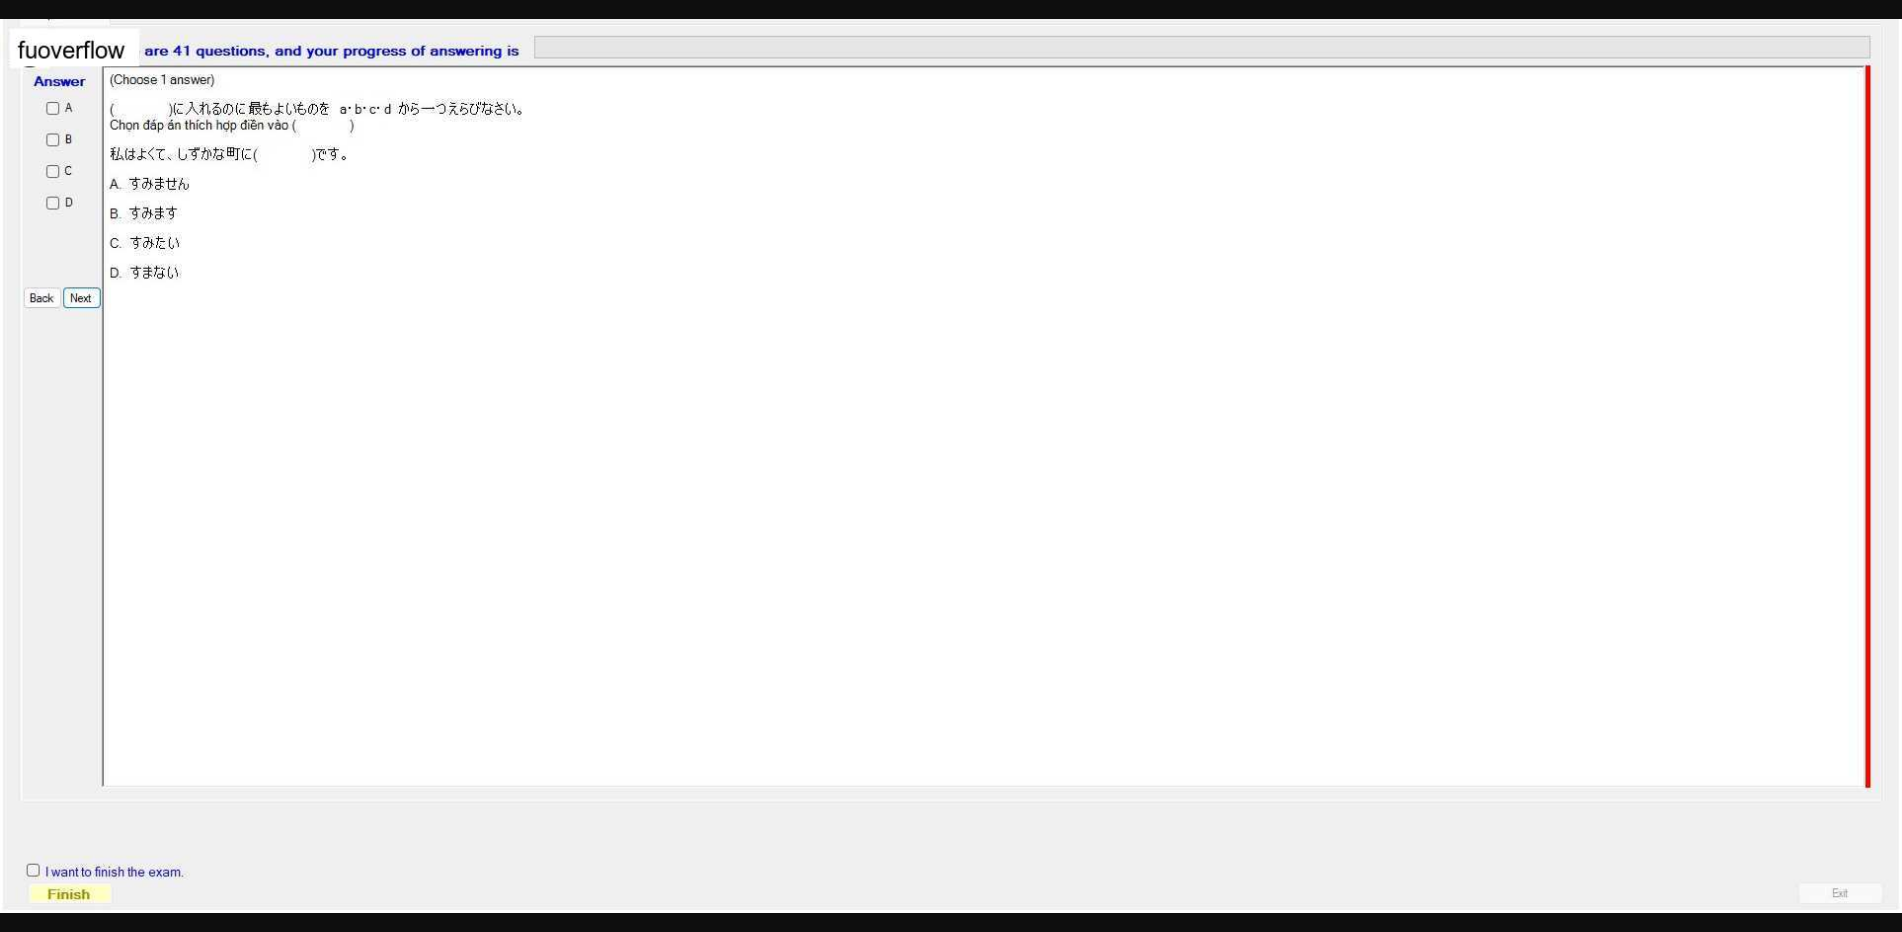 fuoverflow are 41 questions, and your progress of answering is
Answer
(Choose 1 answer)
A
( )に入れるのに最もよいものを a・b・c・d から一つえらびなさい。
Chọn đáp án thích hợp điền vào ( )
B
私はよくて、しずかな町に( )です。
C
A. すみません
D
B. すみます
C. すみたい
D. すまない
Back Next
I want to finish the exam.
Finish
Exit